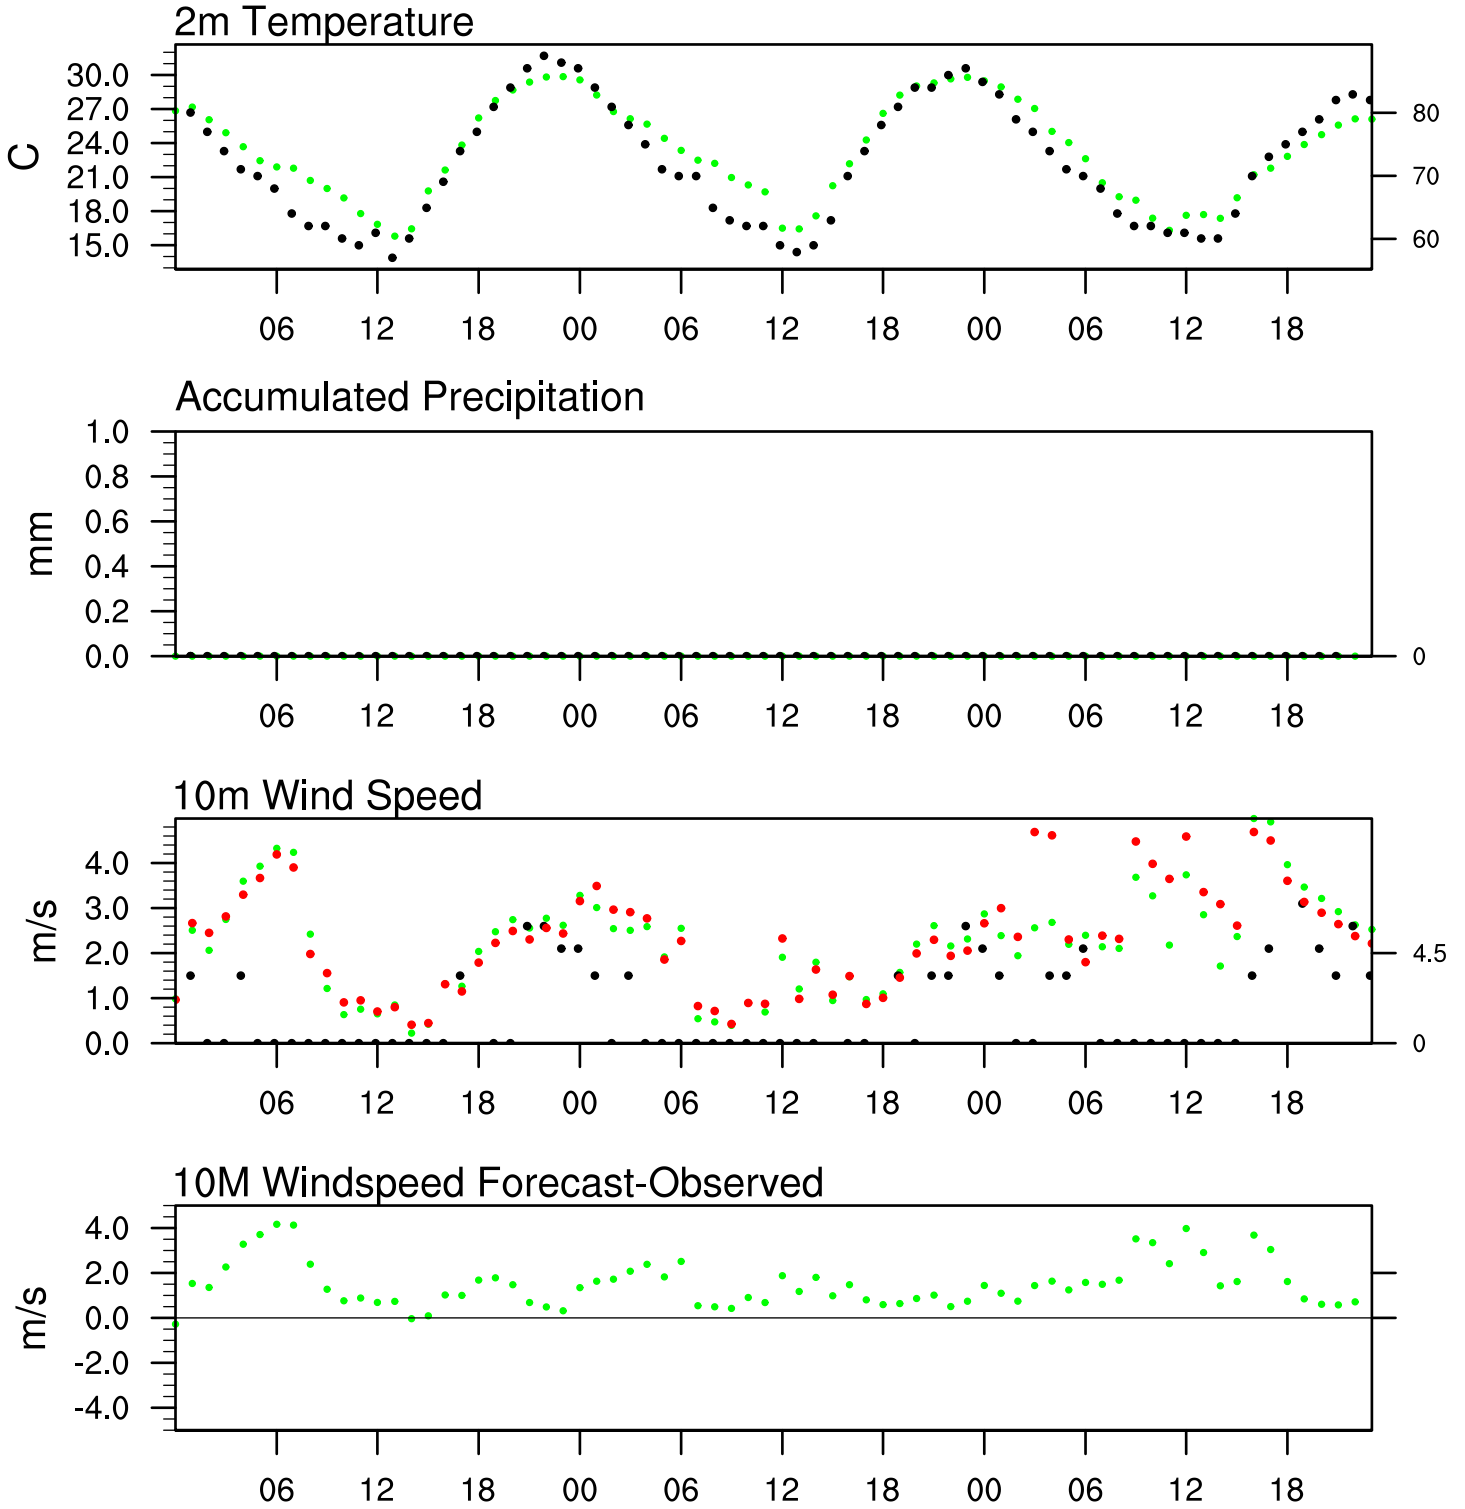 2m Temperature
30.0
27.0
24.0
21.0
18.0
15.0
C
80
70
60
06 12 18 00 06 12 18 00 06 12 18
Accumulated Precipitation
1.0
0.8
0.6
0.4
0.2
0.0
mm
0
06 12 18 00 06 12 18 00 06 12 18
10m Wind Speed
4.0
3.0
2.0
1.0
0.0
m/s
4.5
0
06 12 18 00 06 12 18 00 06 12 18
10M Windspeed Forecast-Observed
4.0
2.0
0.0
-2.0
-4.0
m/s
06 12 18 00 06 12 18 00 06 12 18